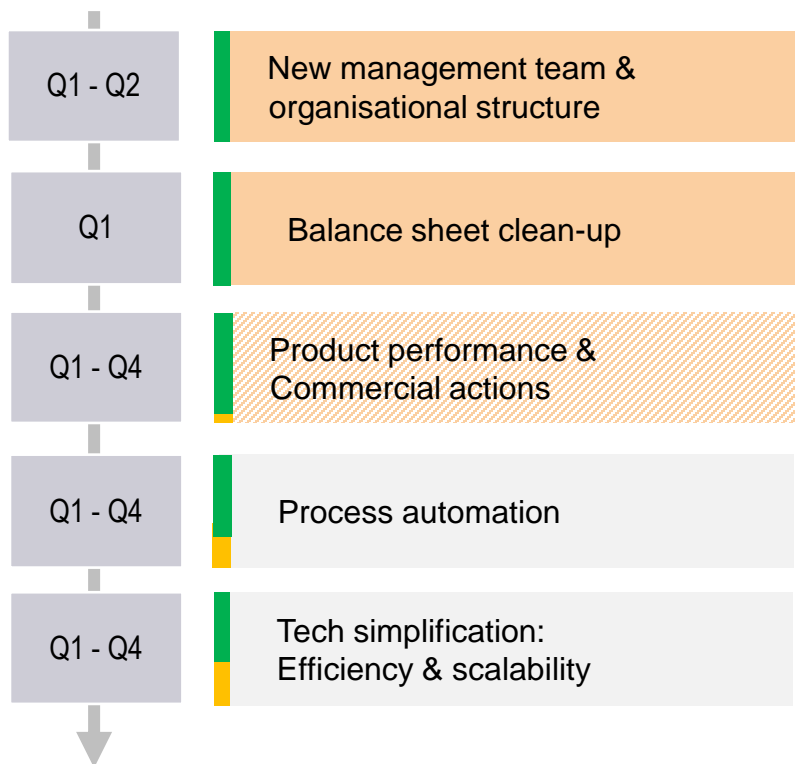 Q1 - Q2
New management team &
organisational structure
Q1
Balance sheet clean-up
Q1 - Q4
Product performance &
Commercial actions
Q1 - Q4
Process automation
Q1 - Q4
Tech simplification:
Efficiency & scalability